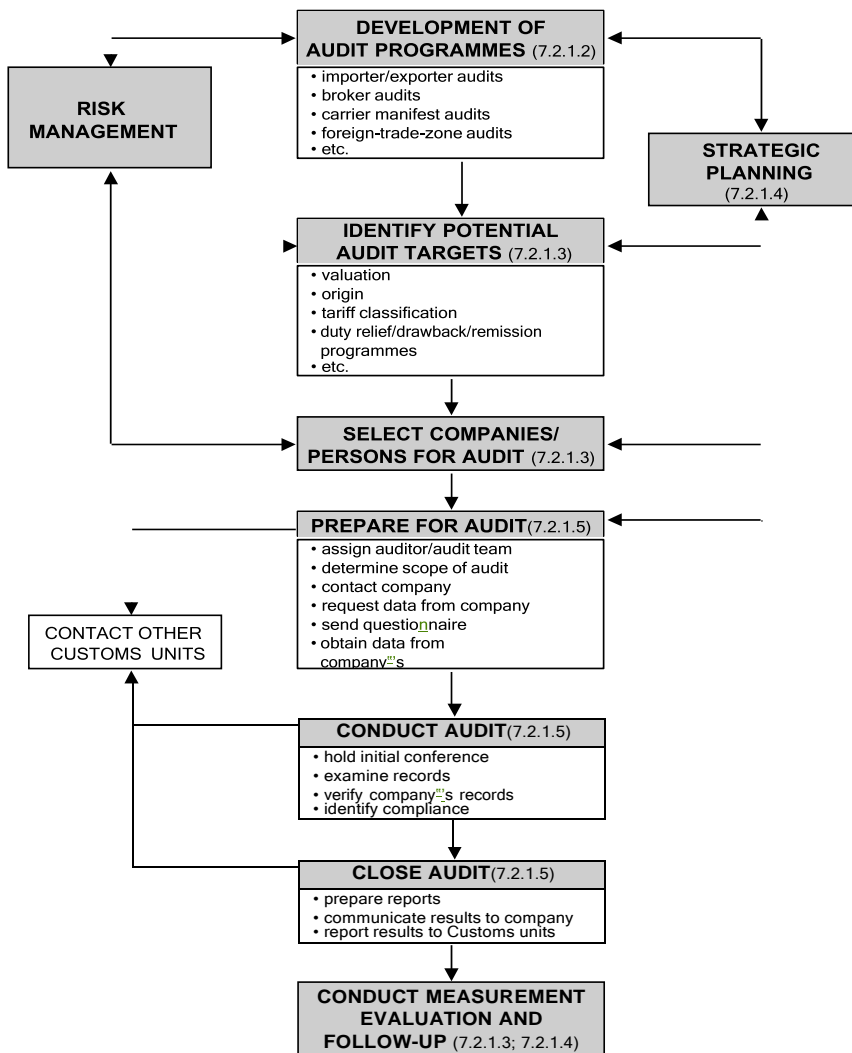 DEVELOPMENT OF
AUDIT PROGRAMMES (7.2.1.2)
• importer/exporter audits
• broker audits
• carrier manifest audits
• foreign-trade-zone audits
• etc.
RISK
MANAGEMENT
STRATEGIC
PLANNING
(7.2.1.4)
IDENTIFY POTENTIAL
AUDIT TARGETS (7.2.1.3)
• valuation
• origin
• tariff classification
• duty relief/drawback/remission
programmes
• etc.
SELECT COMPANIES/
PERSONS FOR AUDIT (7.2.1.3)
PREPARE FOR AUDIT(7.2.1.5)
• assign auditor/audit team
• determine scope of audit
• contact company
• request data from company
• send questionnaire
• obtain data from
company"'s
CONTACT OTHER
CUSTOMS UNITS
CONDUCT AUDIT(7.2.1.5)
• hold initial conference
• examine records
• verify company"'s records
• identify compliance
CLOSE AUDIT(7.2.1.5)
• prepare reports
• communicate results to company
• report results to Customs units
CONDUCT MEASUREMENT
EVALUATION AND
FOLLOW-UP (7.2.1.3; 7.2.1.4)